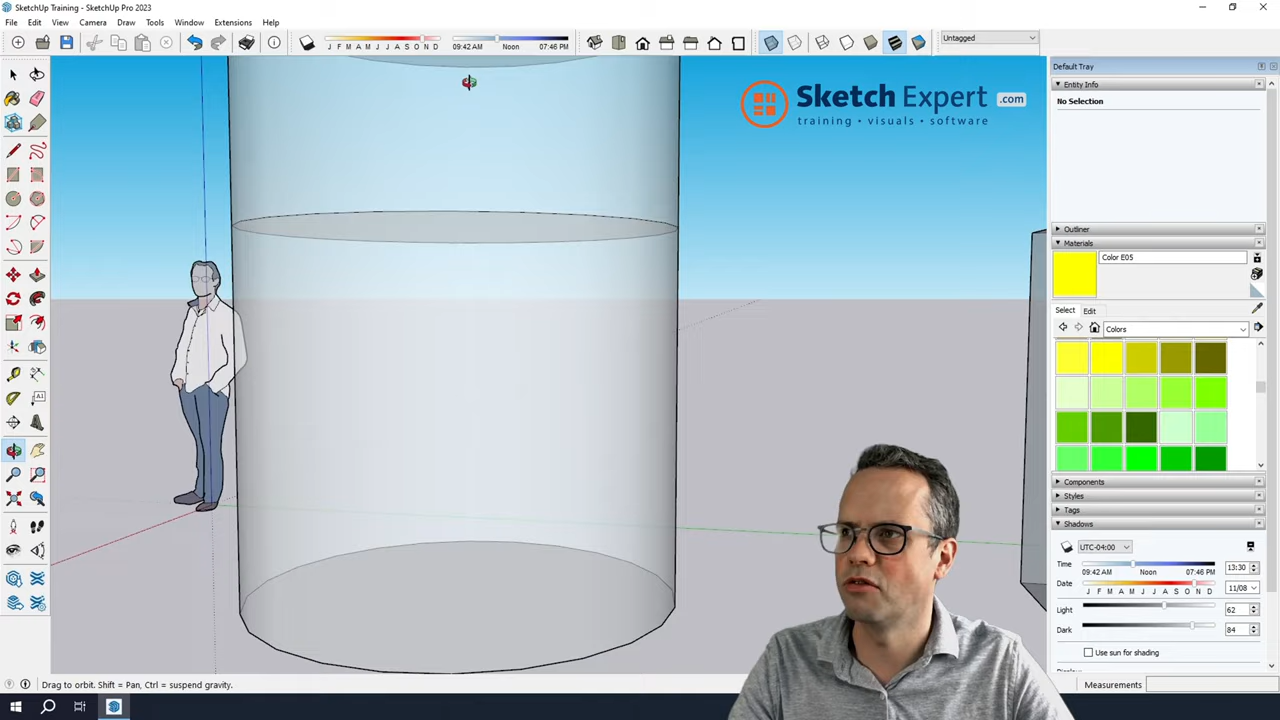 SketchUp Training - SketchUp Pro 2023
File Edit View Camera Draw Tools Window Extensions Help
J F M A M J J A S O N D 09:42 AM Noon 07:46 PM Untagged
Default Tray
Sketch Expert .com
training • visuals • software
Entity Info
No Selection
Outliner
Materials
Color E05
Select Edit
Colors
Components
Styles
Tags
Shadows
UTC-04:00
Time 13:30
09:42 AM Noon 07:46 PM
Date 11/08
J F M A M J J A S O N D
Light 62
Dark 84
Use sun for shading
Drag to orbit. Shift = Pan, Ctrl = suspend gravity.
Measurements